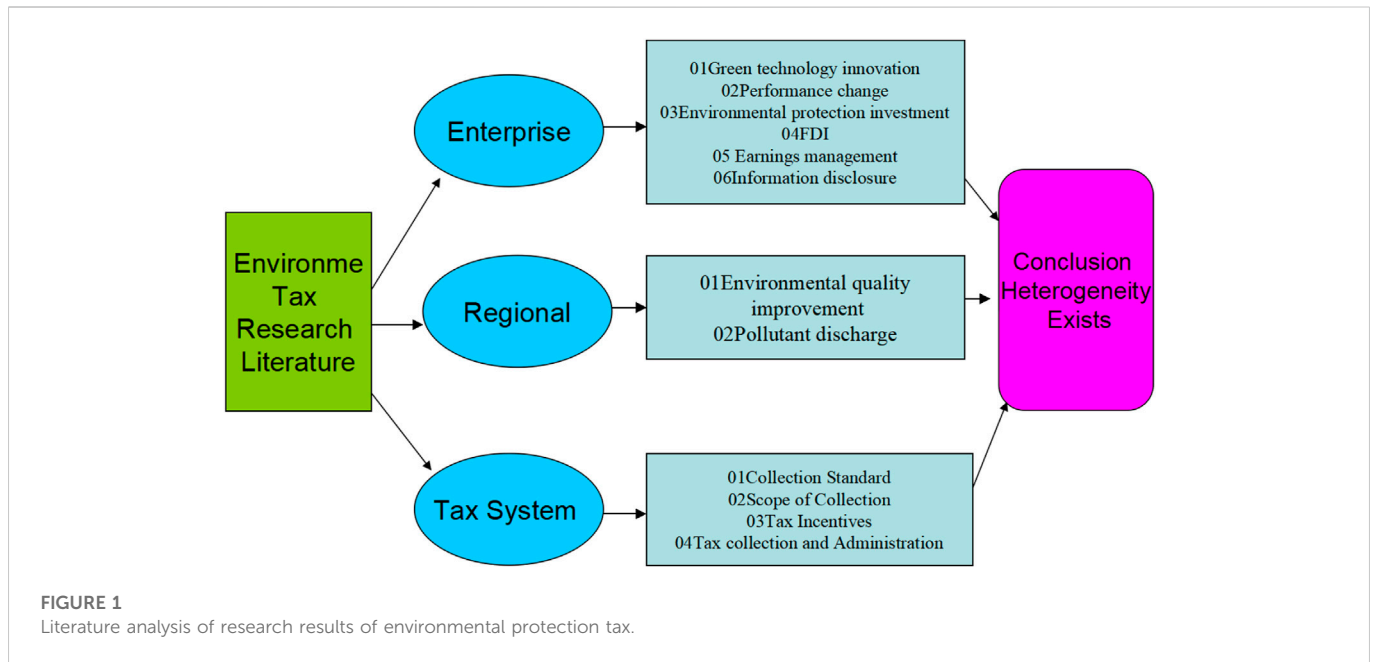 Environme
Tax
Research
Literature
Enterprise
01Green technology innovation
02Performance change
03Environmental protection investment
04FDI
05 Earnings management
06Information disclosure
Regional
01Environmental quality
improvement
02Pollutant discharge
Tax System
01Collection Standard
02Scope of Collection
03Tax Incentives
04Tax collection and Administration
Conclusion
Heterogeneity
Exists
FIGURE 1
Literature analysis of research results of environmental protection tax.